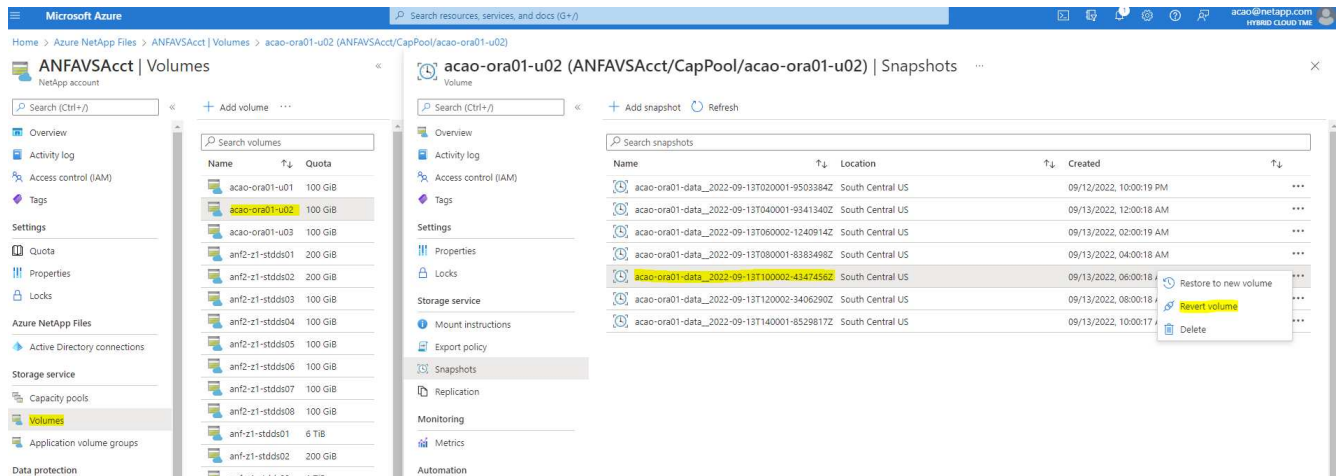 Microsoft Azure
Search resources, services, and docs (G+/)
1
acao@netapp.com
HYBRID CLOUD TME
Home > Azure NetApp Files > ANFAVSAcct | Volumes > acao-ora01-u02 (ANFAVSAcct/CapPool/acao-ora01-u02)
ANFAVSAcct | Volumes
NetApp account
Search (Ctrl+/)
Overview
Activity log
Access control (IAM)
Tags
Settings
Quota
Properties
Locks
Azure NetApp Files
Active Directory connections
Storage service
Capacity pools
Volumes
Application volume groups
Data protection
+ Add volume ...
Search volumes
Name ↑↓ Quota
acao-ora01-u01 100 GiB
acao-ora01-u02 100 GiB
acao-ora01-u03 100 GiB
anf2-z1-stdds01 200 GiB
anf2-z1-stdds02 200 GiB
anf2-z1-stdds03 100 GiB
anf2-z1-stdds04 100 GiB
anf2-z1-stdds05 100 GiB
anf2-z1-stdds06 100 GiB
anf2-z1-stdds07 100 GiB
anf2-z1-stdds08 100 GiB
anf-z1-stdds01 6 TiB
anf-z1-stdds02 200 GiB
acao-ora01-u02 (ANFAVSAcct/CapPool/acao-ora01-u02) | Snapshots ...
Volume
Search (Ctrl+/)
Overview
Activity log
Access control (IAM)
Tags
Settings
Properties
Locks
Storage service
Mount instructions
Export policy
Snapshots
Replication
Monitoring
Metrics
Automation
+ Add snapshot Refresh
Search snapshots
Name ↑↓ Location ↑↓ Created ↑↓
acao-ora01-data_2022-09-13T020001-9503384Z South Central US 09/12/2022, 10:00:19 PM ...
acao-ora01-data_2022-09-13T040001-9341340Z South Central US 09/13/2022, 12:00:18 AM ...
acao-ora01-data_2022-09-13T060002-1240914Z South Central US 09/13/2022, 02:00:19 AM ...
acao-ora01-data_2022-09-13T080001-8383498Z South Central US 09/13/2022, 04:00:18 AM ...
acao-ora01-data_2022-09-13T100002-4347456Z South Central US 09/13/2022, 06:00:18 ...
acao-ora01-data_2022-09-13T120002-3406290Z South Central US 09/13/2022, 08:00:18 ...
acao-ora01-data_2022-09-13T140001-8529817Z South Central US 09/13/2022, 10:00:17 ...
Restore to new volume
Revert volume
Delete